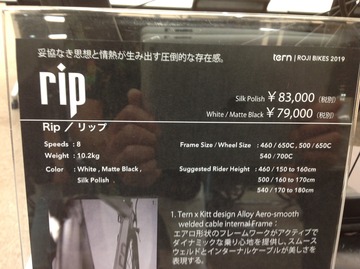 妥協なき思想と情熱が生み出す圧倒的な存在感。
tern | ROJI BIKES 2019
rip
Silk Polish ￥83,000（税別）
White / Matte Black ￥79,000（税別）
Rip ／ リップ
Speeds : 8
Weight : 10.2kg
Color : White , Matte Black ,
Silk Polish
Frame Size / Wheel Size : 460 / 650C , 500 / 650C
540 / 700C
Suggested Rider Height : 460 / 150 to 160cm
500 / 160 to 170cm
540 / 170 to 180cm
1. Tern x Kitt design Alloy Aero-smooth
welded cable internal Frame :
エアロ形状のフレームワークがアクティブで
ダイナミックな乗り心地を提供し、スムース
ウェルドとインターナルケーブルが美しさを
表現する。